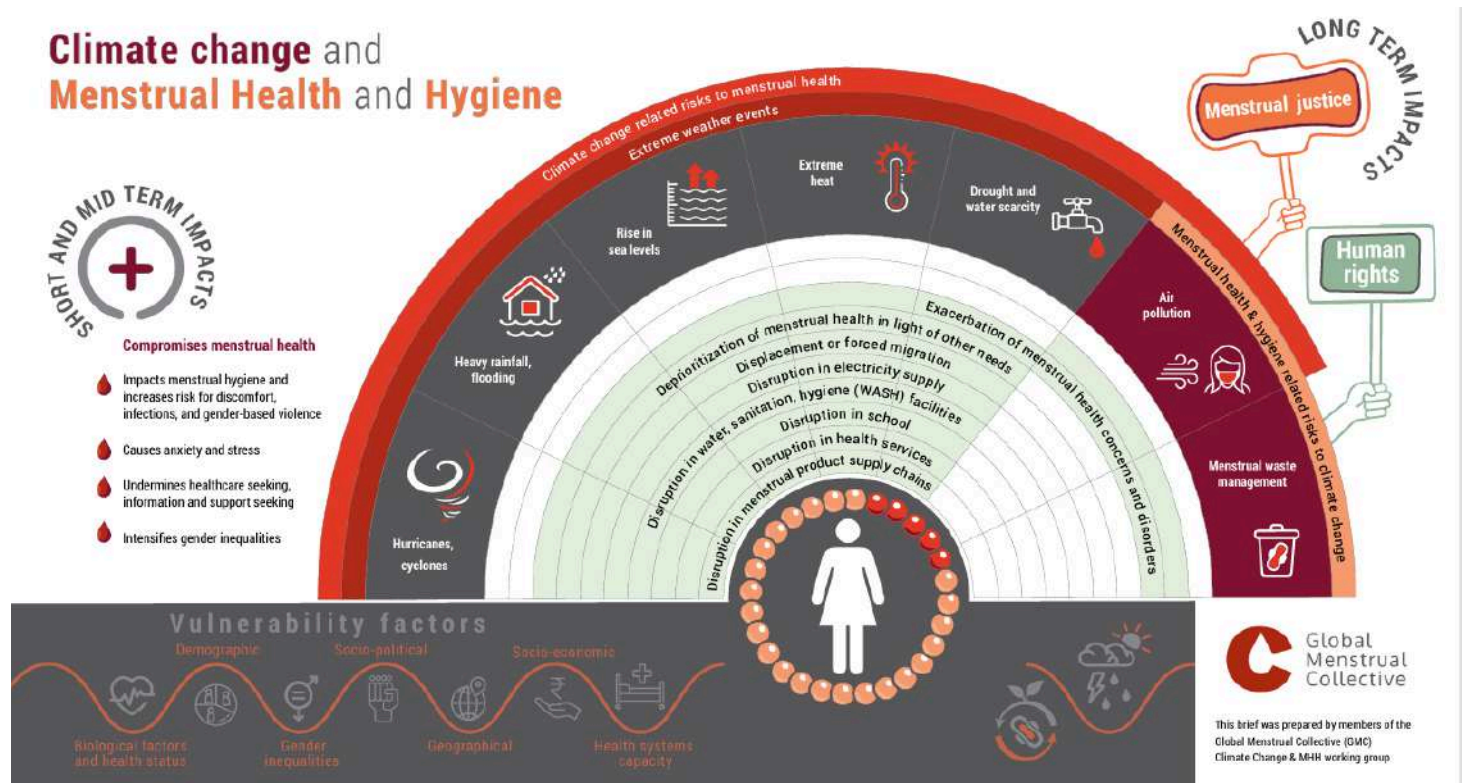 Climate change and
Menstrual Health and Hygiene
SHORT AND MID TERM IMPACTS
Compromises menstrual health
Impacts menstrual hygiene and
increases risk for discomfort,
infections, and gender-based violence
Causes anxiety and stress
Undermines healthcare seeking,
information and support seeking
Intensifies gender inequalities
Climate change related risks to menstrual health
Extreme weather events
Hurricanes,
cyclones
Heavy rainfall,
flooding
Rise in
sea levels
Extreme
heat
Drought and
water scarcity
Air
pollution
Menstrual waste
management
Menstrual health & hygiene related risks to climate change
Exacerbation of menstrual health concerns and disorders
Deprioritization of menstrual health in light of other needs
Displacement or forced migration
Disruption in electricity supply
Disruption in water, sanitation, hygiene (WASH) facilities
Disruption in school
Disruption in health services
Disruption in menstrual product supply chains
LONG TERM IMPACTS
Menstrual justice
Human
rights
Vulnerability factors
Demographic
Socio-political
Socio-economic
Biological factors
and health status
Gender
inequalities
Geographical
Health systems
capacity
Global
Menstrual
Collective
This brief was prepared by members of the
Global Menstrual Collective (GMC)
Climate Change & MHH working group